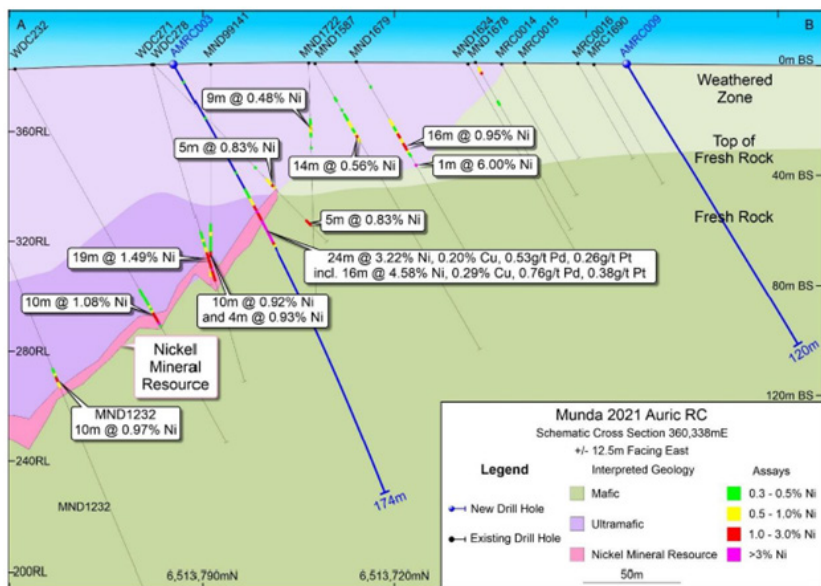 A
B
WDC232
WDC271
WDC278
AMRC003
MND09141
MND1722
MND1587
MND1679
MND1624
MND1678
MRC0014
MRC0015
MRC0016
MRC1690
AMRC009
0m BS
Weathered
Zone
9m @ 0.48% Ni
360RL
16m @ 0.95% Ni
5m @ 0.83% Ni
14m @ 0.56% Ni
1m @ 6.00% Ni
Top of
Fresh Rock
40m BS
5m @ 0.83% Ni
Fresh Rock
320RL
19m @ 1.49% Ni
24m @ 3.22% Ni, 0.20% Cu, 0.53g/t Pd, 0.26g/t Pt
incl. 16m @ 4.58% Ni, 0.29% Cu, 0.76g/t Pd, 0.38g/t Pt
10m @ 1.08% Ni
10m @ 0.92% Ni
and 4m @ 0.93% Ni
80m BS
280RL
Nickell
Mineral
Resource
120m
120m BS
MND1232
10m @ 0.97% Ni
240RL
174m
MND1232
200RL
6,513,790mN
6,513,720mN
Munda 2021 Auric RC
Schematic Cross Section 360,338mE
+/- 12.5m Facing East
Legend
Interpreted Geology
Assays
Mafic
0.3 - 0.5% Ni
New Drill Hole
Ultramafic
0.5 - 1.0% Ni
1.0 - 3.0% Ni
Existing Drill Hole
Nickel Mineral Resource
>3% Ni
50m